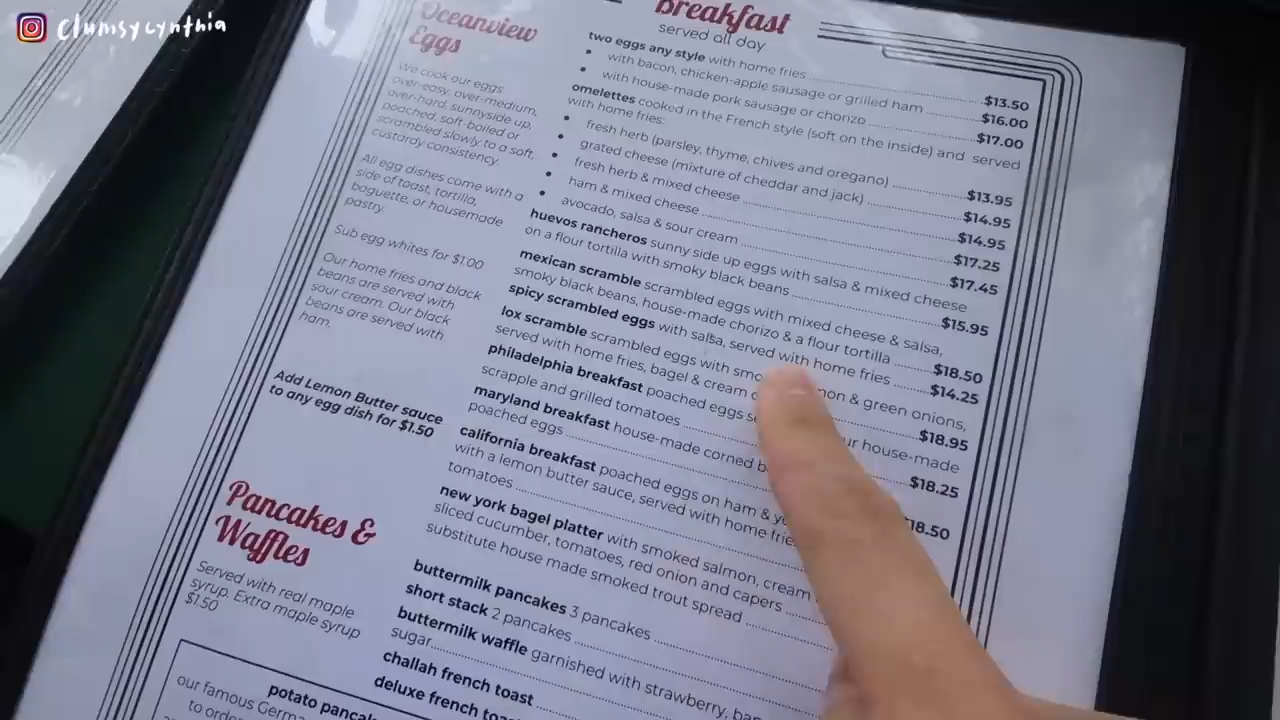 clumsycynthia
Oceanview
Eggs
We cook our eggs
over-easy, over-medium,
over-hard, sunnyside up,
poached, soft-boiled or
scrambled slowly to a soft,
custardy consistency.
All egg dishes come with a
side of toast, tortilla,
baguette, or housemade
pastry.
Sub egg whites for $1.00
Our home fries and black
beans are served with
sour cream. Our black
beans are served with
ham.
Add Lemon Butter sauce
to any egg dish for $1.50
Breakfast
served all day
two eggs any style with home fries $13.50
• with bacon, chicken-apple sausage or grilled ham $16.00
• with house-made pork sausage or chorizo $17.00
omelettes cooked in the French style (soft on the inside) and served
with home fries:
• fresh herb (parsley, thyme, chives and oregano) $13.95
• grated cheese (mixture of cheddar and jack) $14.95
• fresh herb & mixed cheese $14.95
• ham & mixed cheese $17.25
• avocado, salsa & sour cream $17.45
huevos rancheros sunny side up eggs with salsa & mixed cheese
on a flour tortilla with smoky black beans $15.95
mexican scramble scrambled eggs with mixed cheese & salsa,
smoky black beans, house-made chorizo & a flour tortilla $18.50
spicy scrambled eggs with salsa, served with home fries $14.25
lox scramble scrambled eggs with & green onions,
served with home fries, bagel & cream $18.95
philadelphia breakfast poached eggs house-made
scrapple and grilled tomatoes $18.25
maryland breakfast house-made corned
poached eggs 18.50
california breakfast poached eggs on ham &
with a lemon butter sauce, served with home
tomatoes
new york bagel platter with smoked salmon, cream
sliced cucumber, tomatoes, red onion and capers
substitute house made smoked trout spread
Pancakes &
Waffles
Served with real maple
syrup. Extra maple syrup
$1.50
buttermilk pancakes 3 pancakes
short stack 2 pancakes
buttermilk waffle garnished with strawberry,
sugar
challah french toast
deluxe french
potato
our famous
to order